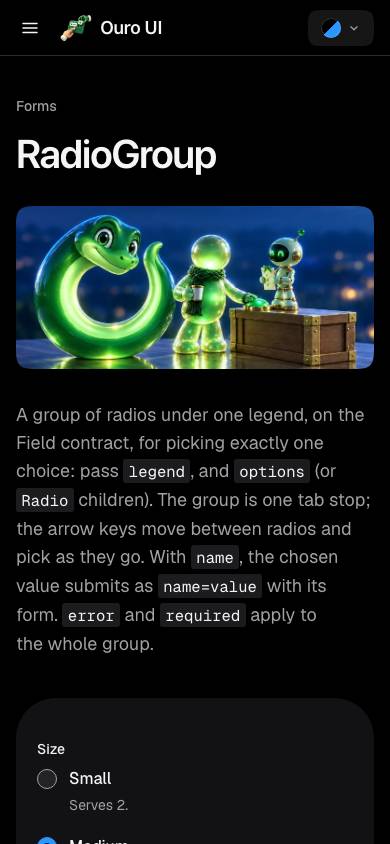 Ouro UI
Forms
RadioGroup
A group of radios under one legend, on the
Field contract, for picking exactly one
choice: pass legend, and options (or
Radio children). The group is one tab stop;
the arrow keys move between radios and
pick as they go. With name, the chosen
value submits as name=value with its
form. error and required apply to
the whole group.
Size
Small
Serves 2.
Medium